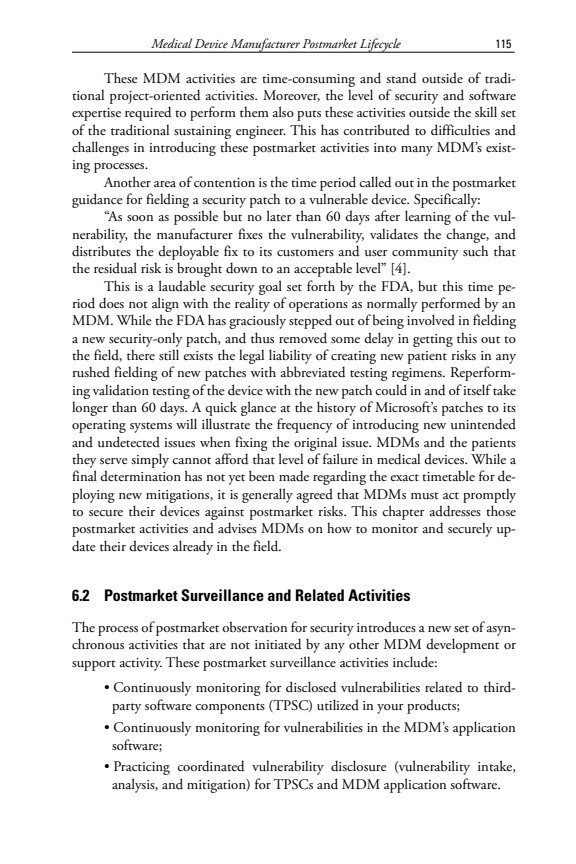 Medical Device Manufacturer Postmarket Lifecycle 115
These MDM activities are time-consuming and stand outside of tradi-
tional project-oriented activities. Moreover, the level of security and software
expertise required to perform them also puts these activities outside the skill set
of the traditional sustaining engineer. This has contributed to difficulties and
challenges in introducing these postmarket activities into many MDM’s exist-
ing processes.
Another area of contention is the time period called out in the postmarket
guidance for fielding a security patch to a vulnerable device. Specifically:
“As soon as possible but no later than 60 days after learning of the vul-
nerability, the manufacturer fixes the vulnerability, validates the change, and
distributes the deployable fix to its customers and user community such that
the residual risk is brought down to an acceptable level” [4].
This is a laudable security goal set forth by the FDA, but this time pe-
riod does not align with the reality of operations as normally performed by an
MDM. While the FDA has graciously stepped out of being involved in fielding
a new security-only patch, and thus removed some delay in getting this out to
the field, there still exists the legal liability of creating new patient risks in any
rushed fielding of new patches with abbreviated testing regimens. Reperform-
ing validation testing of the device with the new patch could in and of itself take
longer than 60 days. A quick glance at the history of Microsoft’s patches to its
operating systems will illustrate the frequency of introducing new unintended
and undetected issues when fixing the original issue. MDMs and the patients
they serve simply cannot afford that level of failure in medical devices. While a
final determination has not yet been made regarding the exact timetable for de-
ploying new mitigations, it is generally agreed that MDMs must act promptly
to secure their devices against postmarket risks. This chapter addresses those
postmarket activities and advises MDMs on how to monitor and securely up-
date their devices already in the field.
6.2 Postmarket Surveillance and Related Activities
The process of postmarket observation for security introduces a new set of asyn-
chronous activities that are not initiated by any other MDM development or
support activity. These postmarket surveillance activities include:
• Continuously monitoring for disclosed vulnerabilities related to third-
party software components (TPSC) utilized in your products;
• Continuously monitoring for vulnerabilities in the MDM’s application
software;
• Practicing coordinated vulnerability disclosure (vulnerability intake,
analysis, and mitigation) for TPSCs and MDM application software.